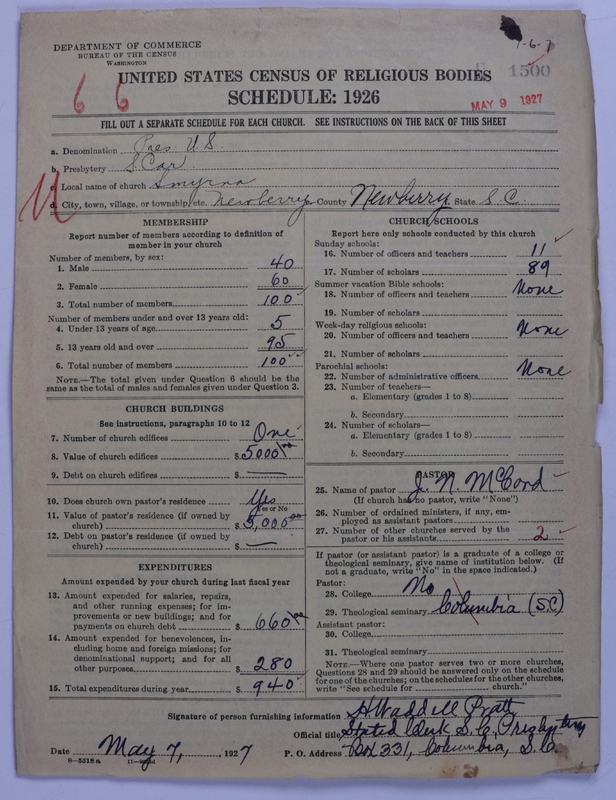 DEPARTMENT OF COMMERCE
BUREAU OF THE CENSUS
WASHINGTON
7-6-7
1500
UNITED STATES CENSUS OF RELIGIOUS BODIES
66
SCHEDULE: 1926
MAY 9 1927
FILL OUT A SEPARATE SCHEDULE FOR EACH CHURCH. SEE INSTRUCTIONS ON THE BACK OF THIS SHEET
a. Denomination Pres. U.S.
b. Presbytery S. Car.
c. Local name of church Smyrna
d. City, town, village, or township, etc. Newberry County Newberry State S.C.
MEMBERSHIP
Report number of members according to definition of
member in your church
Number of members, by sex:
1. Male 40
2. Female 60
3. Total number of members 100
Number of members under and over 13 years old:
4. Under 13 years of age 5
5. 13 years old and over 95
6. Total number of members 100
NOTE.—The total given under Question 6 should be the
same as the total of males and females given under Question 3.
CHURCH BUILDINGS
See instructions, paragraphs 10 to 12
7. Number of church edifices One
8. Value of church edifices $ 5000 00
9. Debt on church edifices $ —
10. Does church own pastor's residence Yes
Yes or No
11. Value of pastor's residence (if owned by
church) $ 5,000 00
12. Debt on pastor's residence (if owned by
church) $ —
EXPENDITURES
Amount expended by your church during last fiscal year
13. Amount expended for salaries, repairs,
and other running expenses; for im-
provements or new buildings; and for
payments on church debt $ 660 00
14. Amount expended for benevolences, in-
cluding home and foreign missions; for
denominational support; and for all
other purposes $ 280
15. Total expenditures during year $ 940
CHURCH SCHOOLS
Report here only schools conducted by this church
Sunday schools:
16. Number of officers and teachers 11
17. Number of scholars 89
Summer vacation Bible schools:
18. Number of officers and teachers None
19. Number of scholars
Week-day religious schools:
20. Number of officers and teachers None
21. Number of scholars
Parochial schools:
22. Number of administrative officers None
23. Number of teachers—
a. Elementary (grades 1 to 8)
b. Secondary
24. Number of scholars—
a. Elementary (grades 1 to 8)
b. Secondary
PASTOR
25. Name of pastor J. N. McCord
(If church has no pastor, write "None")
26. Number of ordained ministers, if any, em-
ployed as assistant pastors
27. Number of other churches served by the
pastor or his assistants 2
If pastor (or assistant pastor) is a graduate of a college or
theological seminary, give name of institution below. (If
not a graduate, write "No" in the space indicated.)
Pastor:
28. College No
29. Theological seminary Columbia (S.C.)
Assistant pastor:
30. College
31. Theological seminary
NOTE.—Where one pastor serves two or more churches,
Questions 28 and 29 should be answered only on the schedule
for one of the churches; on the schedules for the other churches,
write "See schedule for church."
Signature of person furnishing information H. Waddell Pratt
Official title Stated Clerk S.C. Presbytery
Date May 7, 1927 P. O. Address Box 331, Columbia, S.C.
8-5518a